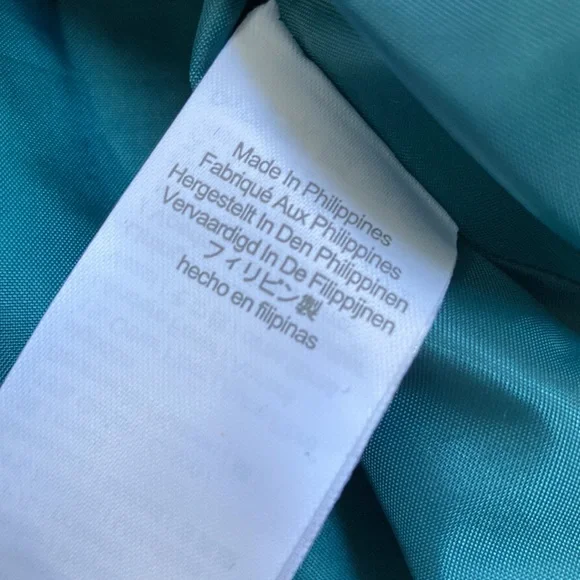 Made In Philippines
Fabriqué Aux Philippines
Hergestellt In Den Philippinen
Vervaardigd In De Filippijnen
フィリピン製
hecho en filipinas